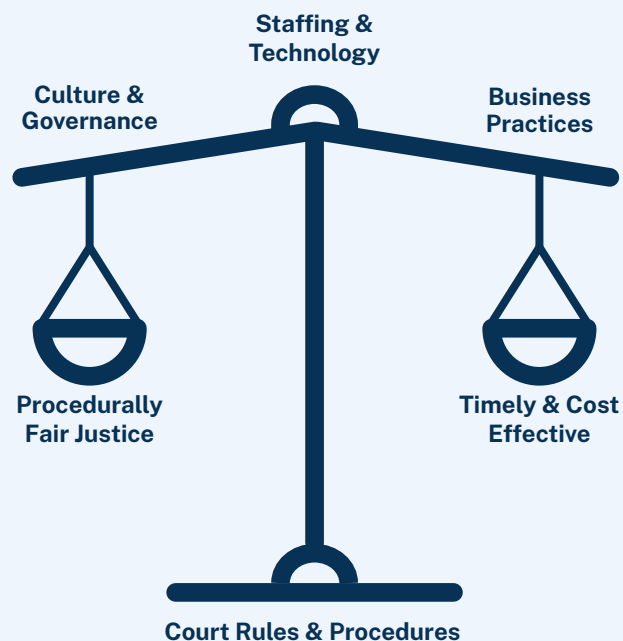 Staffing &
Technology
Culture &
Governance
Business
Practices
Procedurally
Fair Justice
Timely & Cost
Effective
Court Rules & Procedures